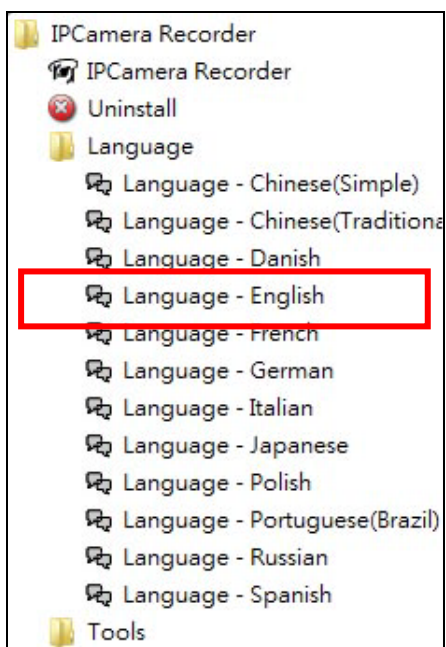 IPCamera Recorder
IPCamera Recorder
Uninstall
Language
Language - Chinese(Simple)
Language - Chinese(Traditiona
Language - Danish
Language - English
Language - French
Language - German
Language - Italian
Language - Japanese
Language - Polish
Language - Portuguese(Brazil)
Language - Russian
Language - Spanish
Tools